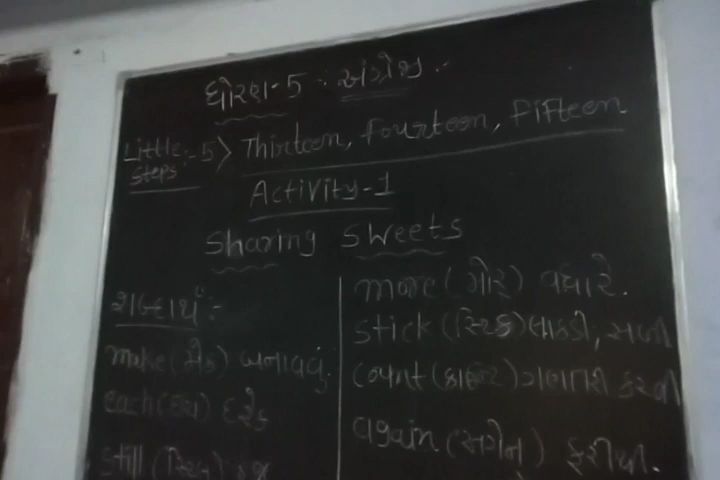 ધોરણ-5 : અંગ્રેજી.-
Little steps :-5 > Thirteen, Fourteen, Fifteen
Activity-1
Sharing Sweets
શબ્દાર્થ :-
make (મેક) બનાવવું.
each (ઇચ) દરેક
still (સ્ટિલ) હજુ
more (મોર) વધારે.
stick (સ્ટિક) લાકડી, સળી
count (કાઉન્ટ) ગણતરી કરવી
again (અગેન) ફરીથી.